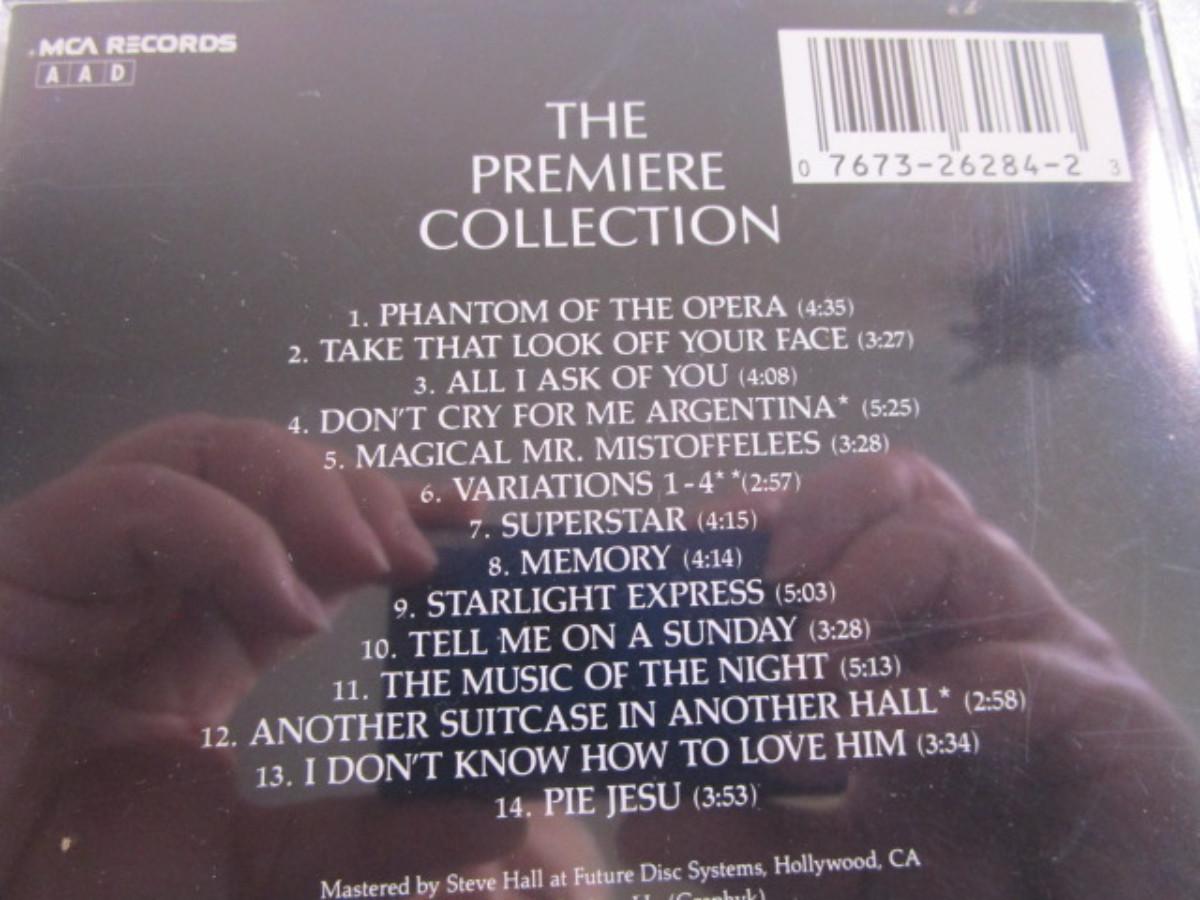 MCA RECORDS
A A D
0 7673-26284-2 3
THE
PREMIERE
COLLECTION
1. PHANTOM OF THE OPERA (4:35)
2. TAKE THAT LOOK OFF YOUR FACE (3:27)
3. ALL I ASK OF YOU (4:08)
4. DON'T CRY FOR ME ARGENTINA* (5:25)
5. MAGICAL MR. MISTOFFELEES (3:28)
6. VARIATIONS 1-4**(2:57)
7. SUPERSTAR (4:15)
8. MEMORY (4:14)
9. STARLIGHT EXPRESS (5:03)
10. TELL ME ON A SUNDAY (3:28)
11. THE MUSIC OF THE NIGHT (5:13)
12. ANOTHER SUITCASE IN ANOTHER HALL* (2:58)
13. I DON'T KNOW HOW TO LOVE HIM (3:34)
14. PIE JESU (3:53)
Mastered by Steve Hall at Future Disc Systems, Hollywood, CA